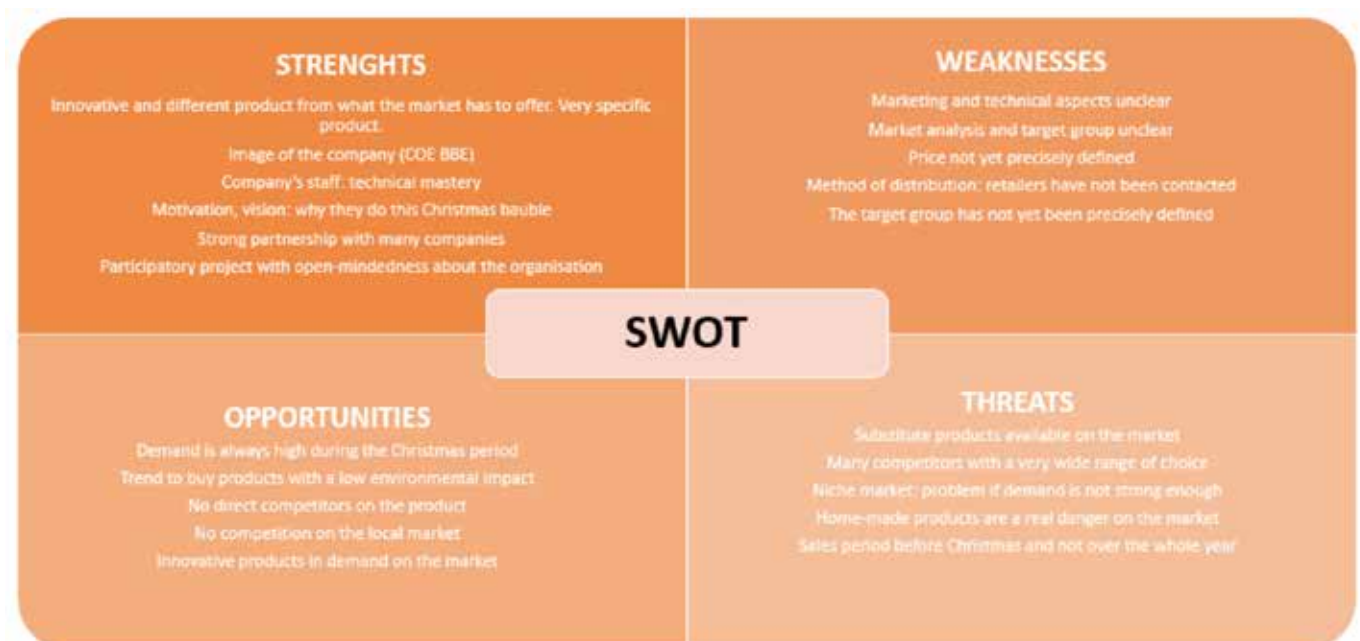 STRENGHTS
Innovative and different product from what the market has to offer. Very specific
product.
Image of the company (COE BBE)
Company's staff: technical mastery
Motivation, vision: why they do this Christmas bauble
Strong partnership with many companies
Participatory project with open-mindedness about the organisation
WEAKNESSES
Marketing and technical aspects unclear
Market analysis and target group unclear
Price not yet precisely defined
Method of distribution: retailers have not been contacted
The target group has not yet been precisely defined
SWOT
OPPORTUNITIES
Demand is always high during the Christmas period
Trend to buy products with a low environmental impact
No direct competitors on the product
No competition on the local market
Innovative products in demand on the market
THREATS
Substitute products available on the market
Many competitors with a very wide range of choice
Niche market: problem if demand is not strong enough
Home-made products are a real danger on the market
Sales period before Christmas and not over the whole year